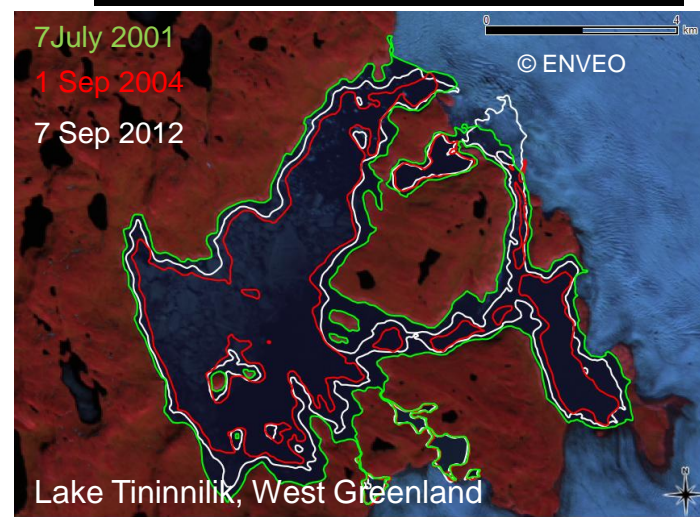 7July 2001
1 Sep 2004
7 Sep 2012
0 4
km
© ENVEO
Lake Tininnilik, West Greenland
N